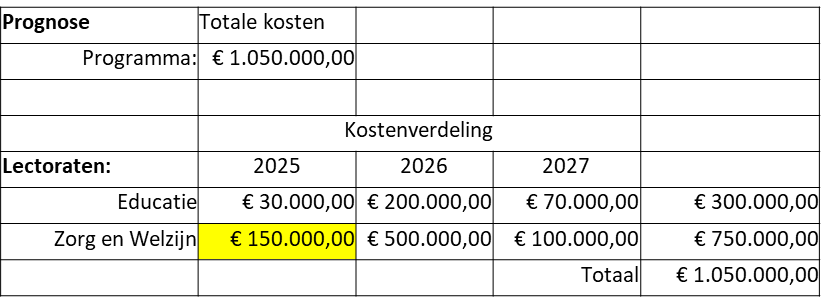 Prognose Totale kosten
Programma: € 1.050.000,00
Kostenverdeling
Lectoraten: 2025 2026 2027
Educatie € 30.000,00 € 200.000,00 € 70.000,00 € 300.000,00
Zorg en Welzijn € 150.000,00 € 500.000,00 € 100.000,00 € 750.000,00
Totaal € 1.050.000,00